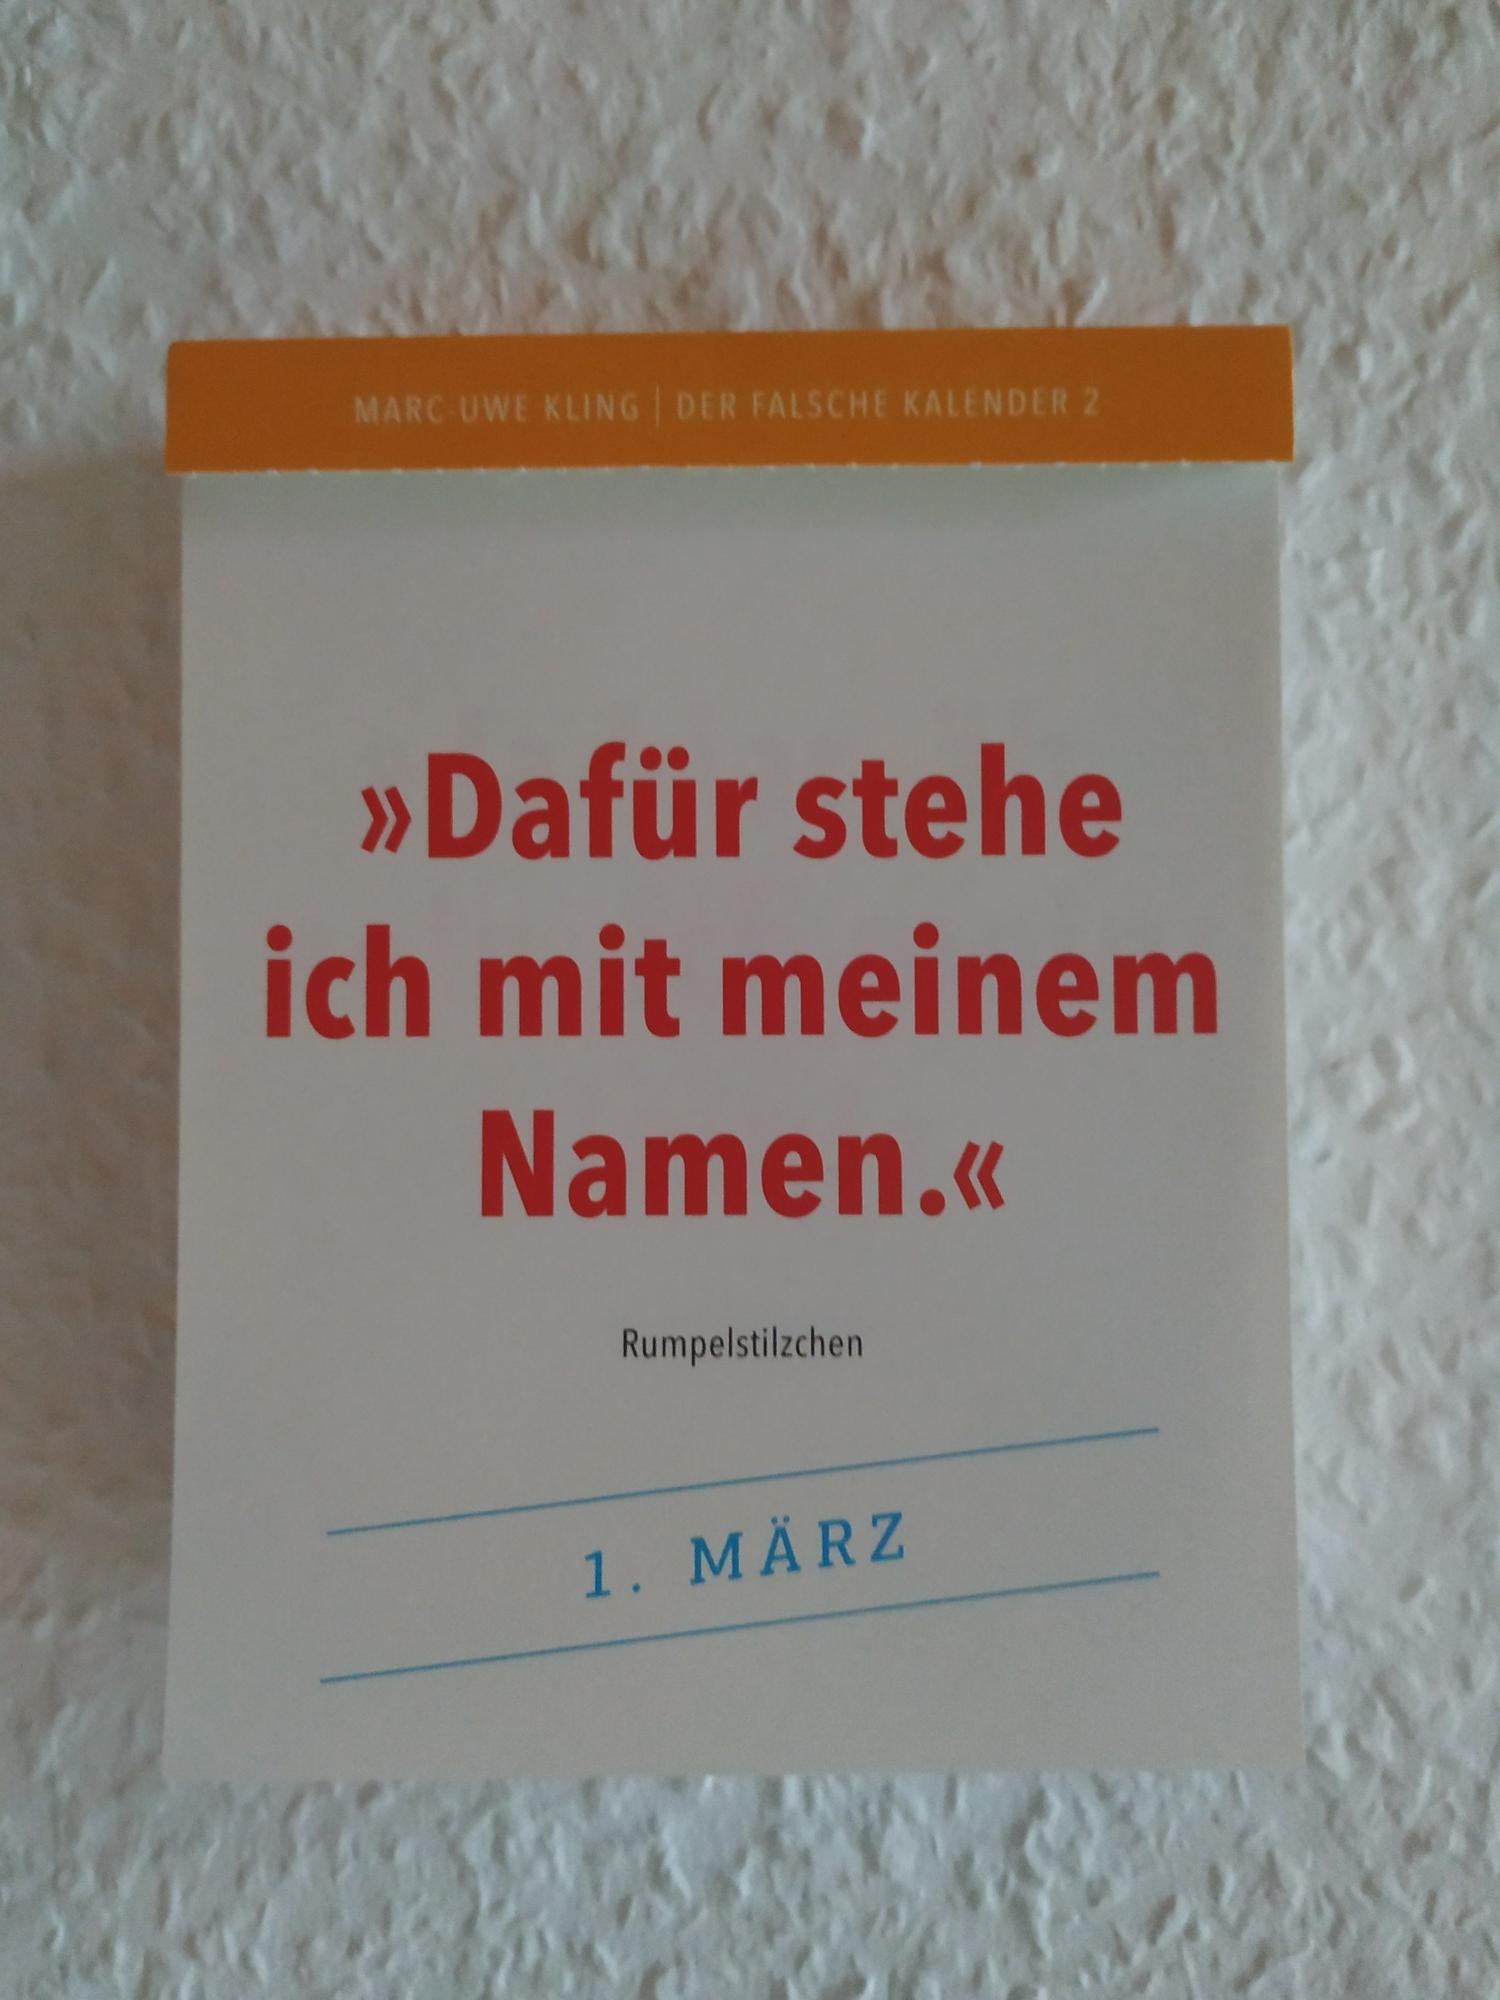 MARC-UWE KLING | DER FALSCHE KALENDER 2
»Dafür stehe
ich mit meinem
Namen.«
Rumpelstilzchen
1. MÄRZ